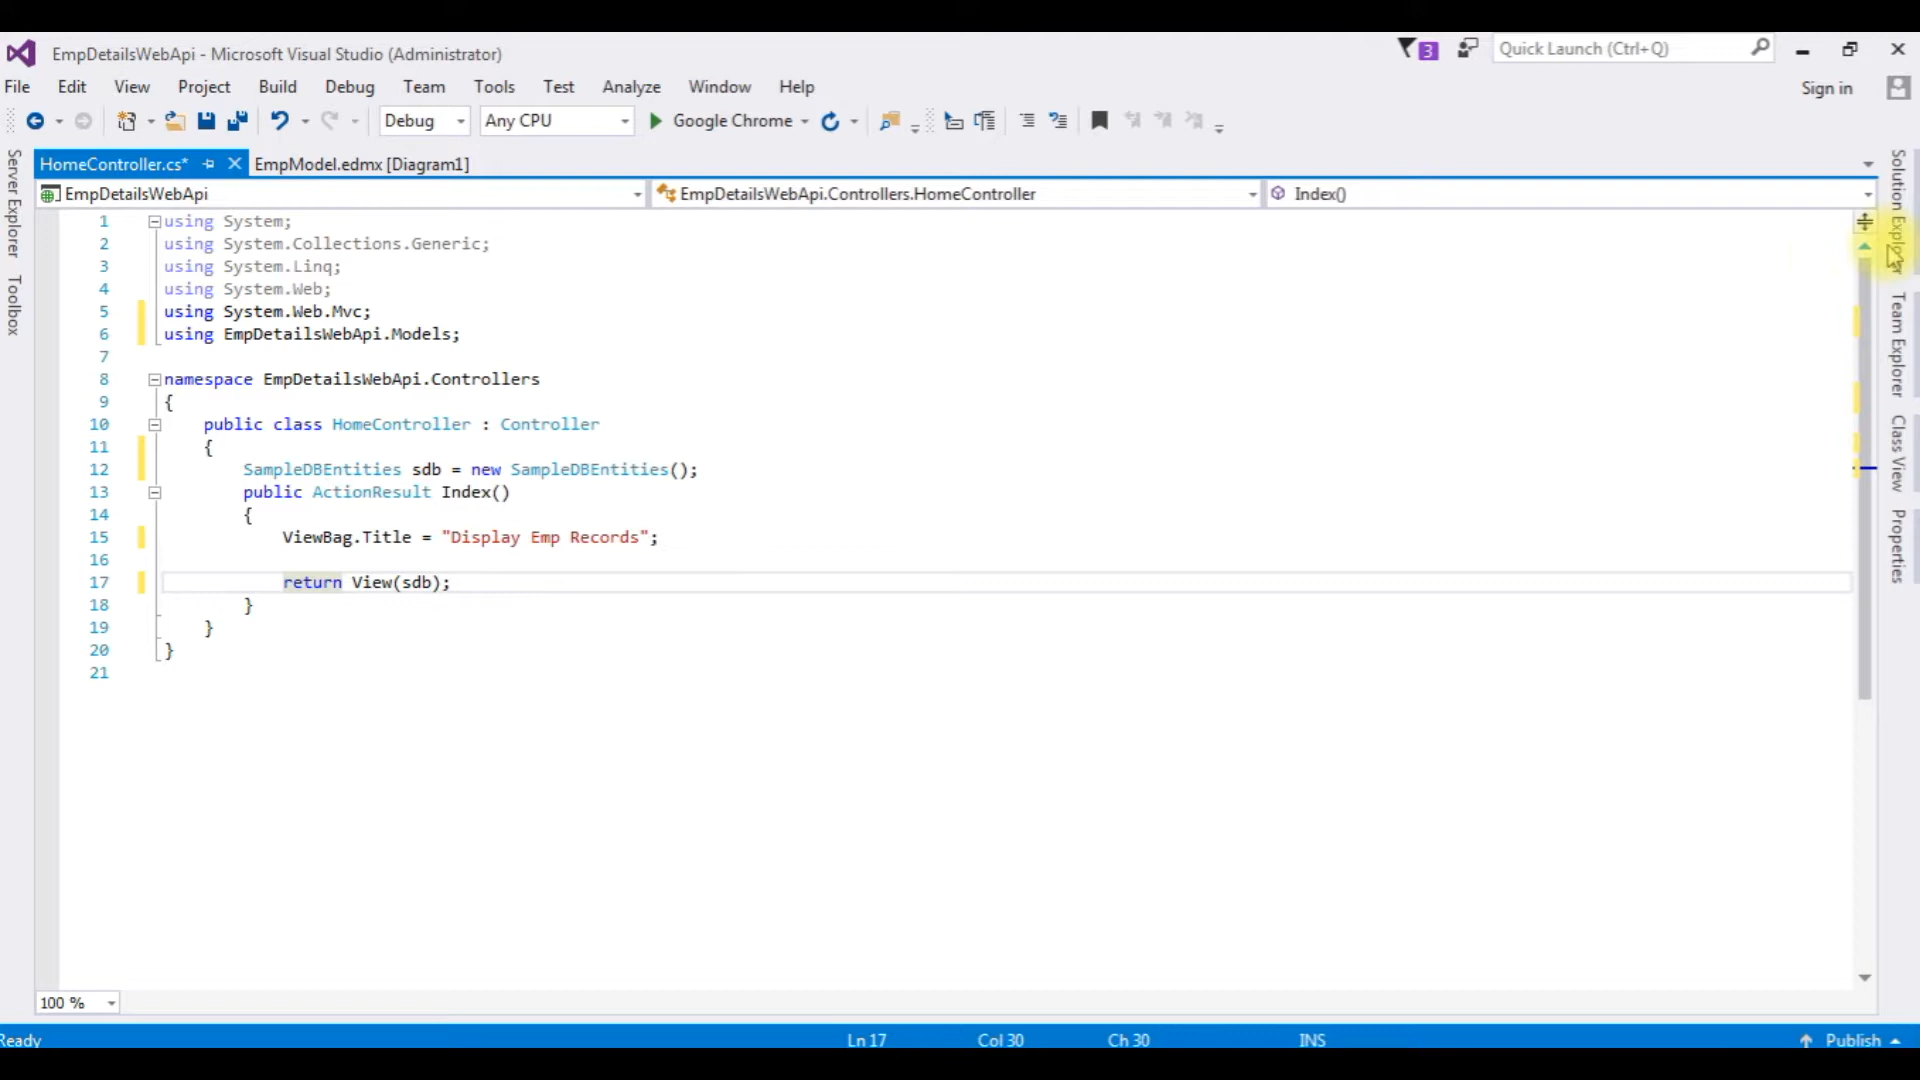 EmpDetailsWebApi - Microsoft Visual Studio (Administrator)
3
Quick Launch (Ctrl+Q)
File Edit View Project Build Debug Team Tools Test Analyze Window Help
Sign in
Debug Any CPU Google Chrome
HomeController.cs* EmpModel.edmx [Diagram1]
EmpDetailsWebApi EmpDetailsWebApi.Controllers.HomeController Index()
Server Explorer
Toolbox
1 using System;
2 using System.Collections.Generic;
3 using System.Linq;
4 using System.Web;
5 using System.Web.Mvc;
6 using EmpDetailsWebApi.Models;
7
8 namespace EmpDetailsWebApi.Controllers
9 {
10 public class HomeController : Controller
11 {
12 SampleDBEntities sdb = new SampleDBEntities();
13 public ActionResult Index()
14 {
15 ViewBag.Title = "Display Emp Records";
16
17 return View(sdb);
18 }
19 }
20 }
21
Solution Explorer
Team Explorer
Class View
Properties
100 %
Ready Ln 17 Col 30 Ch 30 INS Publish